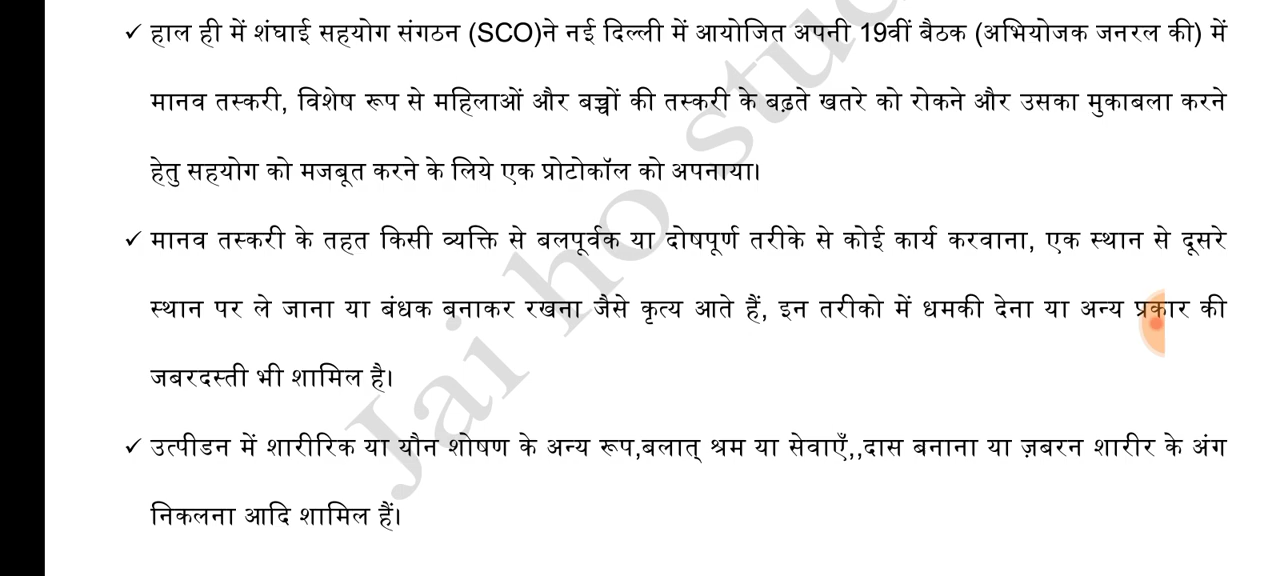 ✓ हाल ही में शंघाई सहयोग संगठन (SCO)ने नई दिल्ली में आयोजित अपनी 19वीं बैठक (अभियोजक जनरल की) में
मानव तस्करी, विशेष रूप से महिलाओं और बच्चों की तस्करी के बढ़ते खतरे को रोकने और उसका मुकाबला करने
हेतु सहयोग को मजबूत करने के लिये एक प्रोटोकॉल को अपनाया।
✓ मानव तस्करी के तहत किसी व्यक्ति से बलपूर्वक या दोषपूर्ण तरीके से कोई कार्य करवाना, एक स्थान से दूसरे
स्थान पर ले जाना या बंधक बनाकर रखना जैसे कृत्य आते हैं, इन तरीको में धमकी देना या अन्य प्रकार की
जबरदस्ती भी शामिल है।
✓ उत्पीडन में शारीरिक या यौन शोषण के अन्य रूप,बलात् श्रम या सेवाएँ,,दास बनाना या ज़बरन शारीर के अंग
निकलना आदि शामिल हैं।
Jai ho stud